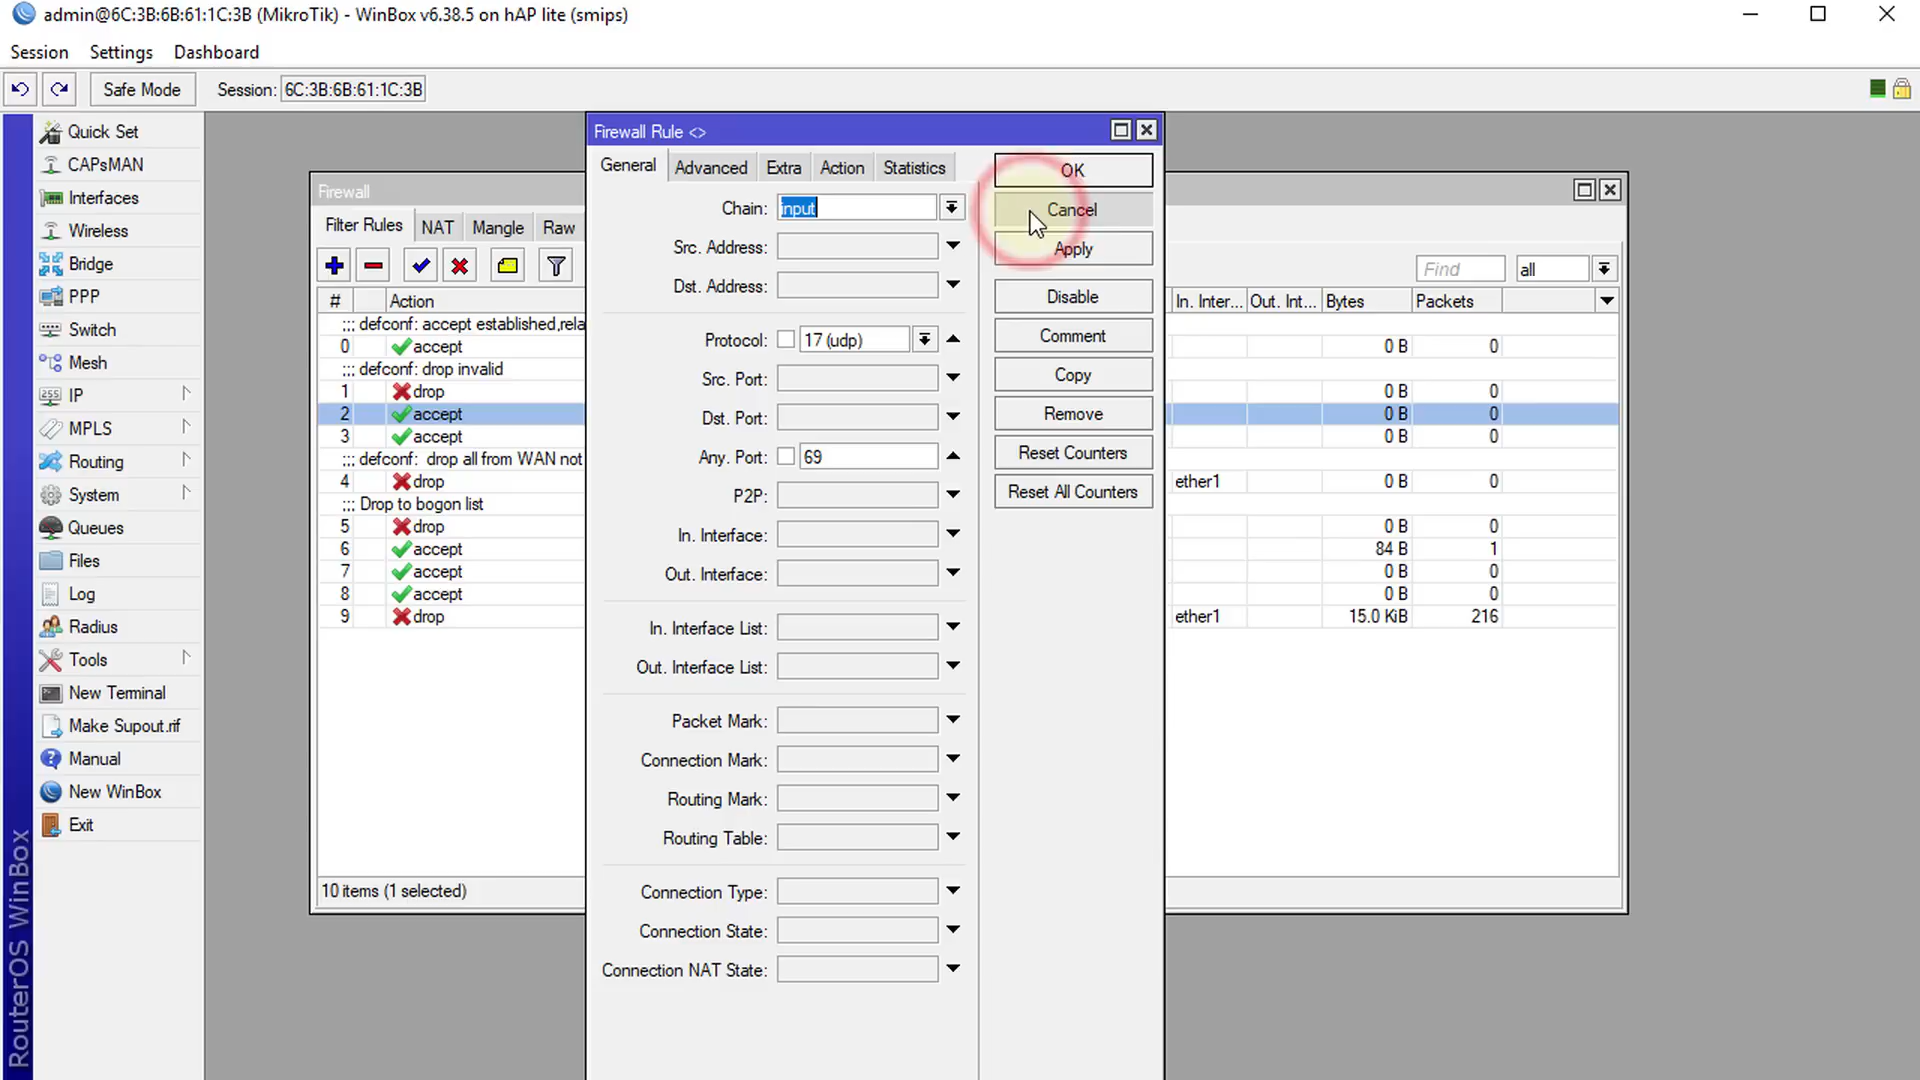 admin@6C:3B:6B:61:1C:3B (MikroTik) - WinBox v6.38.5 on hAP lite (smips)
Session Settings Dashboard
Safe Mode Session: 6C:3B:6B:61:1C:3B
Quick Set
CAPsMAN
Interfaces
Wireless
Bridge
PPP
Switch
Mesh
255 IP
MPLS
Routing
System
Queues
Files
Log
Radius
Tools
New Terminal
Make Supout.rif
Manual
New WinBox
Exit
RouterOS WinBox
Firewall
Filter Rules NAT Mangle Raw
Find all
# Action In. Inter... Out. Int... Bytes Packets
;;; defconf: accept established,rela
0 accept 0 B 0
;;; defconf: drop invalid
1 drop 0 B 0
2 accept 0 B 0
3 accept 0 B 0
;;; defconf: drop all from WAN not
4 drop ether1 0 B 0
;;; Drop to bogon list
5 drop 0 B 0
6 accept 84 B 1
7 accept 0 B 0
8 accept 0 B 0
9 drop ether1 15.0 KiB 216
10 items (1 selected)
Firewall Rule <>
General Advanced Extra Action Statistics
Chain: input
Src. Address:
Dst. Address:
Protocol: 17 (udp)
Src. Port:
Dst. Port:
Any. Port: 69
P2P:
In. Interface:
Out. Interface:
In. Interface List:
Out. Interface List:
Packet Mark:
Connection Mark:
Routing Mark:
Routing Table:
Connection Type:
Connection State:
Connection NAT State:
OK
Cancel
Apply
Disable
Comment
Copy
Remove
Reset Counters
Reset All Counters